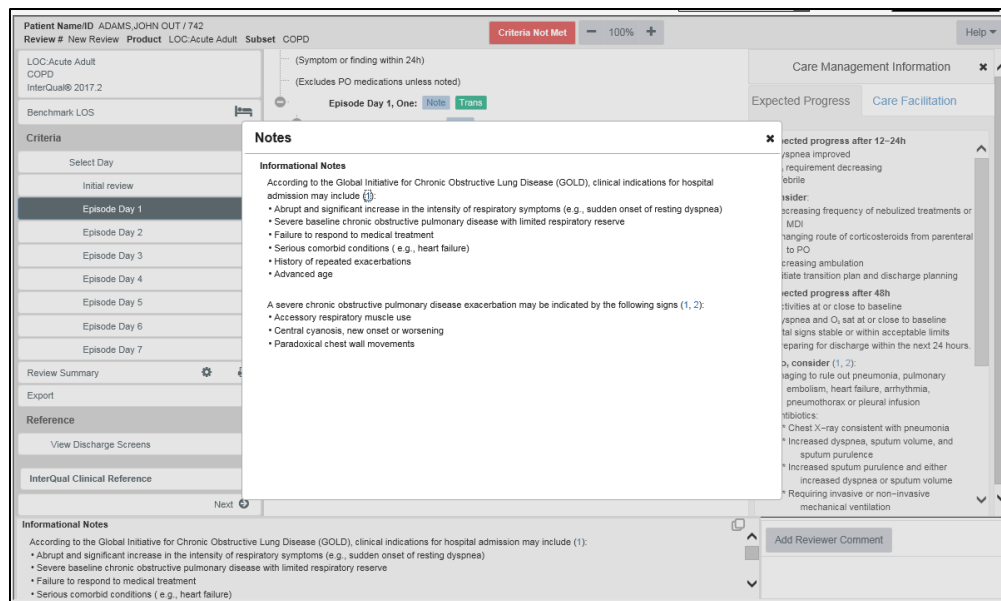 Patient Name/ID ADAMS,JOHN OUT / 742
Review # New Review Product LOC:Acute Adult Subset COPD
Criteria Not Met
100%
Help
LOC:Acute Adult
COPD
InterQual® 2017.2
Benchmark LOS
Criteria
Select Day
Initial review
Episode Day 1
Episode Day 2
Episode Day 3
Episode Day 4
Episode Day 5
Episode Day 6
Episode Day 7
Review Summary
Export
Reference
View Discharge Screens
InterQual Clinical Reference
Next
(Symptom or finding within 24h)
(Excludes PO medications unless noted)
Episode Day 1, One: Note Trans
Notes
Informational Notes
According to the Global Initiative for Chronic Obstructive Lung Disease (GOLD), clinical indications for hospital
admission may include (1):
• Abrupt and significant increase in the intensity of respiratory symptoms (e.g., sudden onset of resting dyspnea)
• Severe baseline chronic obstructive pulmonary disease with limited respiratory reserve
• Failure to respond to medical treatment
• Serious comorbid conditions ( e.g., heart failure)
• History of repeated exacerbations
• Advanced age
A severe chronic obstructive pulmonary disease exacerbation may be indicated by the following signs (1, 2):
• Accessory respiratory muscle use
• Central cyanosis, new onset or worsening
• Paradoxical chest wall movements
Care Management Information
Expected Progress Care Facilitation
after 12–24h
improved
requirement decreasing
frequency of nebulized treatments or
MDI
route of corticosteroids from parenteral
to PO
ambulation
transition plan and discharge planning
progress after 48h
at or close to baseline
and O₂ sat at or close to baseline
signs stable or within acceptable limits
for discharge within the next 24 hours.
consider (1, 2):
to rule out pneumonia, pulmonary
embolism, heart failure, arrhythmia,
pneumothorax or pleural infusion
* Chest X–ray consistent with pneumonia
* Increased dyspnea, sputum volume, and
sputum purulence
* Increased sputum purulence and either
increased dyspnea or sputum volume
* Requiring invasive or non–invasive
mechanical ventilation
Informational Notes
According to the Global Initiative for Chronic Obstructive Lung Disease (GOLD), clinical indications for hospital admission may include (1):
• Abrupt and significant increase in the intensity of respiratory symptoms (e.g., sudden onset of resting dyspnea)
• Severe baseline chronic obstructive pulmonary disease with limited respiratory reserve
• Failure to respond to medical treatment
• Serious comorbid conditions ( e.g., heart failure)
Add Reviewer Comment